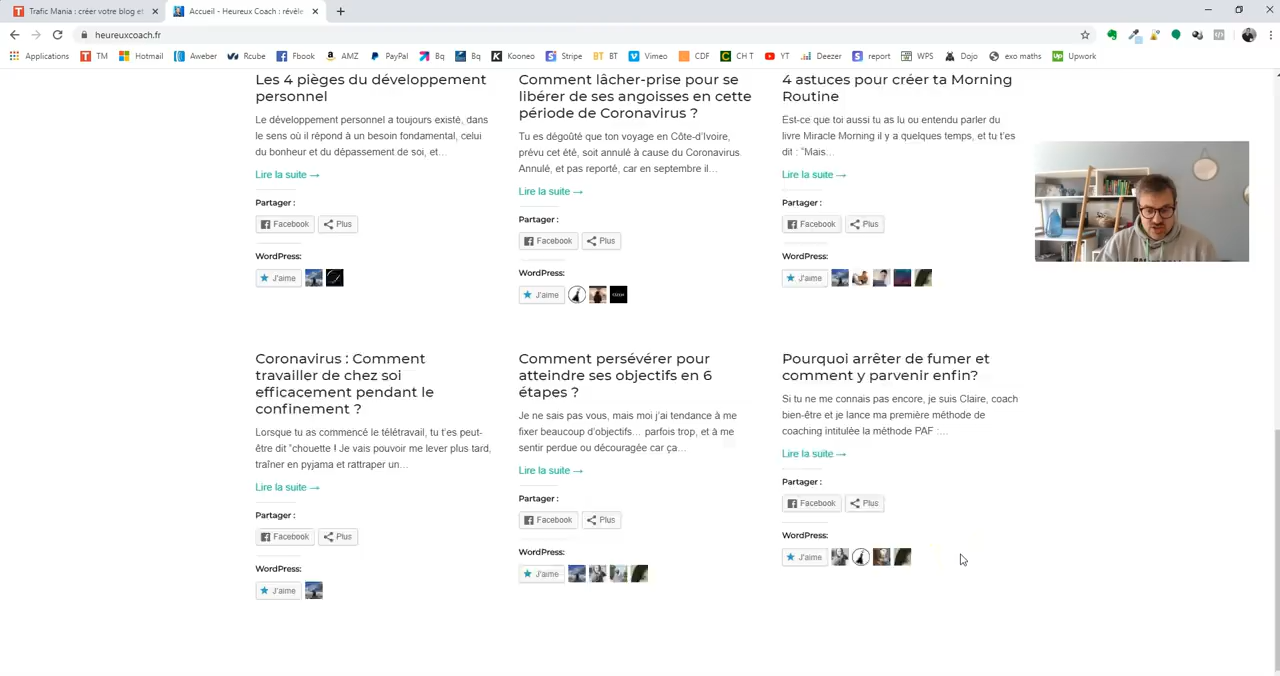 Trafic Mania : créer votre blog et
Accueil - Heureux Coach : révèle
heureuxcoach.fr
Applications TM Hotmail Aweber Rcube Fbook AMZ PayPal Bq Bq Kooneo Stripe BT Vimeo CDF CH T YT Deezer report WPS Dojo exo maths Upwork
Les 4 pièges du développement
personnel
Le développement personnel a toujours existé, dans
le sens où il répond à un besoin fondamental, celui
du bonheur et du dépassement de soi, et…
Lire la suite →
Partager :
Facebook Plus
WordPress:
J'aime
Comment lâcher-prise pour se
libérer de ses angoisses en cette
période de Coronavirus ?
Tu es dégoûté que ton voyage en Côte-d'Ivoire,
prévu cet été, soit annulé à cause du Coronavirus.
Annulé, et pas reporté, car en septembre il…
Lire la suite →
Partager :
Facebook Plus
WordPress:
J'aime
4 astuces pour créer ta Morning
Routine
Est-ce que toi aussi tu as lu ou entendu parler du
livre Miracle Morning il y a quelques temps, et tu t'es
dit : "Mais…
Lire la suite →
Partager :
Facebook Plus
WordPress:
J'aime
Coronavirus : Comment
travailler de chez soi
efficacement pendant le
confinement ?
Lorsque tu as commencé le télétravail, tu t'es peut-
être dit "chouette ! Je vais pouvoir me lever plus tard,
traîner en pyjama et rattraper un…
Lire la suite →
Partager :
Facebook Plus
WordPress:
J'aime
Comment persévérer pour
atteindre ses objectifs en 6
étapes ?
Je ne sais pas vous, mais moi j'ai tendance à me
fixer beaucoup d'objectifs… parfois trop, et à me
sentir perdue ou découragée car ça…
Lire la suite →
Partager :
Facebook Plus
WordPress:
J'aime
Pourquoi arrêter de fumer et
comment y parvenir enfin?
Si tu ne me connais pas encore, je suis Claire, coach
bien-être et je lance ma première méthode de
coaching intitulée la méthode PAF :…
Lire la suite →
Partager :
Facebook Plus
WordPress:
J'aime